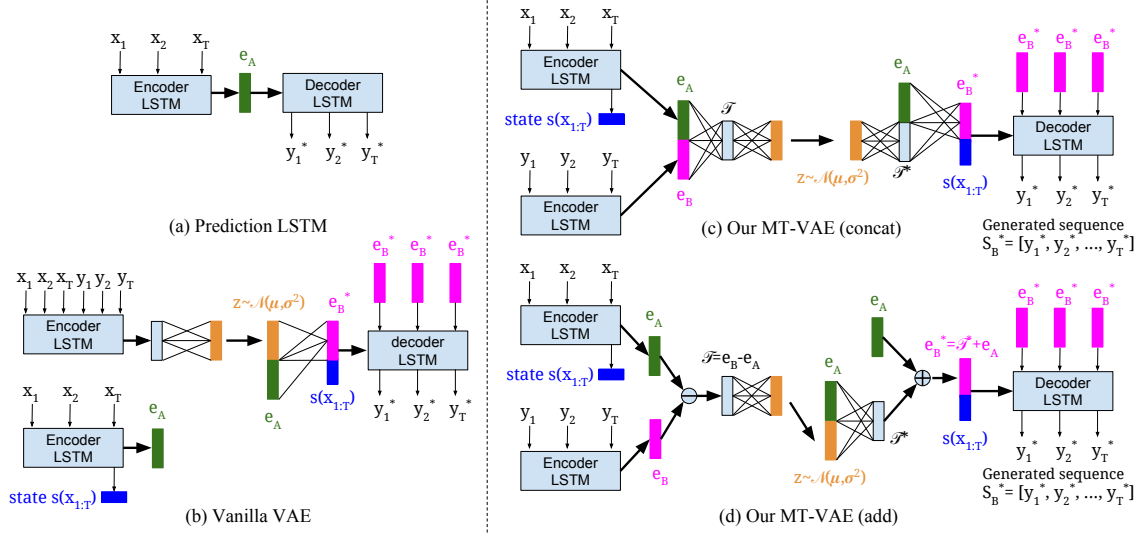 x1 x2 xT
Encoder
LSTM
eA
Decoder
LSTM
y1* y2* yT*
(a) Prediction LSTM
x1 x2 xT y1 y2 yT
Encoder
LSTM
z~𝒩(μ,σ²)
eB*
eA
s(x1:T)
eB* eB* eB*
decoder
LSTM
y1* y2* yT*
x1 x2 xT
Encoder
LSTM
eA
state s(x1:T)
(b) Vanilla VAE
x1 x2 xT
Encoder
LSTM
state s(x1:T)
y1 y2 yT
Encoder
LSTM
eA
eB
𝒯
z~𝒩(μ,σ²)
eA
𝒯*
eB*
s(x1:T)
eB* eB* eB*
Decoder
LSTM
y1* y2* yT*
Generated sequence
SB* = [y1*, y2*, ..., yT*]
(c) Our MT-VAE (concat)
x1 x2 xT
Encoder
LSTM
state s(x1:T)
y1 y2 yT
Encoder
LSTM
eA
eB
𝒯=eB-eA
eA
z~𝒩(μ,σ²)
𝒯*
eA
eB*=𝒯*+eA
s(x1:T)
eB* eB* eB*
Decoder
LSTM
y1* y2* yT*
Generated sequence
SB* = [y1*, y2*, ..., yT*]
(d) Our MT-VAE (add)